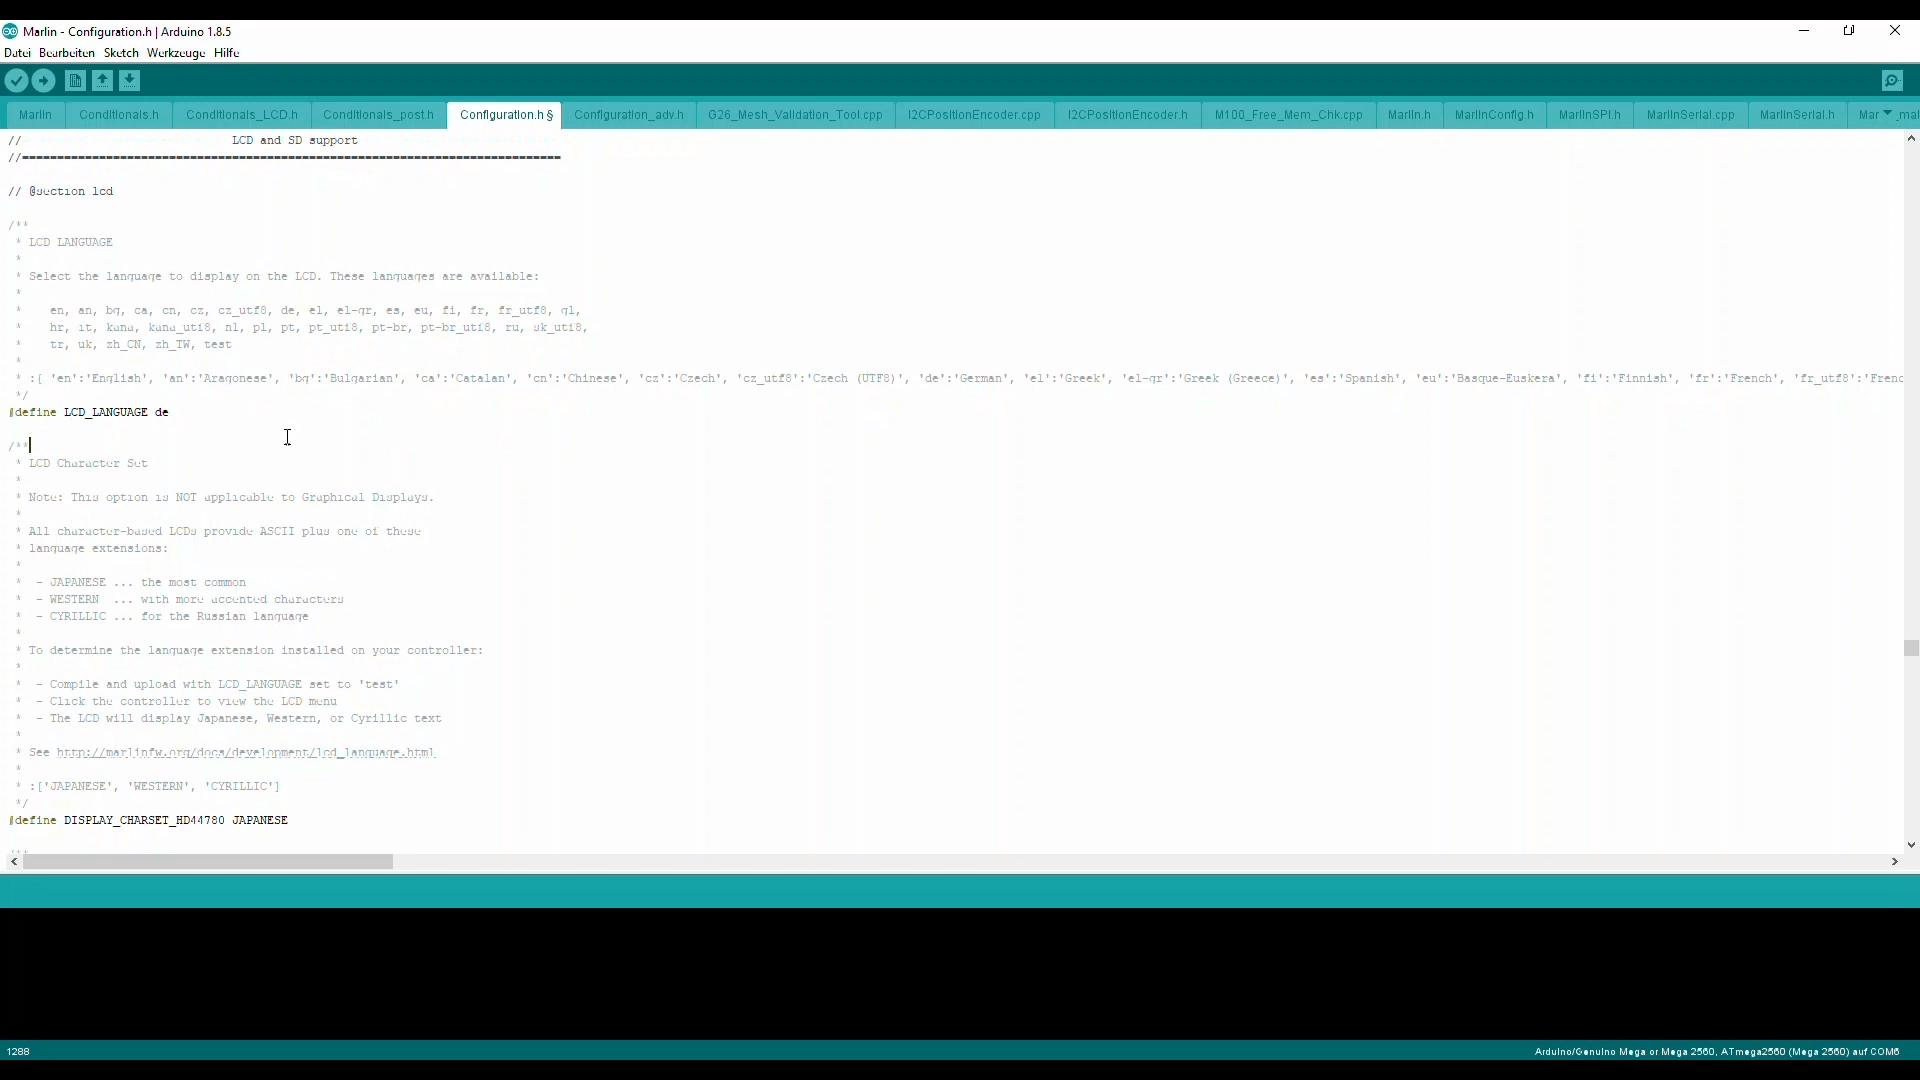 Marlin - Configuration.h | Arduino 1.8.5
Datei Bearbeiten Sketch Werkzeuge Hilfe
Marlin Conditionals.h Conditionals_LCD.h Conditionals_post.h Configuration.h § Configuration_adv.h G26_Mesh_Validation_Tool.cpp I2CPositionEncoder.cpp I2CPositionEncoder.h M100_Free_Mem_Chk.cpp Marlin.h MarlinConfig.h MarlinSPI.h MarlinSerial.cpp MarlinSerial.h Mar _mai
// LCD and SD support
//=============================================================================
// @section lcd
/**
* LCD LANGUAGE
*
* Select the language to display on the LCD. These languages are available:
*
* en, an, bg, ca, cn, cz, cz_utf8, de, el, el-gr, es, eu, fi, fr, fr_utf8, gl,
* hr, it, kana, kana_utf8, nl, pl, pt, pt_utf8, pt-br, pt-br_utf8, ru, sk_utf8,
* tr, uk, zh_CN, zh_TW, test
*
* :{ 'en':'English', 'an':'Aragonese', 'bg':'Bulgarian', 'ca':'Catalan', 'cn':'Chinese', 'cz':'Czech', 'cz_utf8':'Czech (UTF8)', 'de':'German', 'el':'Greek', 'el-gr':'Greek (Greece)', 'es':'Spanish', 'eu':'Basque-Euskera', 'fi':'Finnish', 'fr':'French', 'fr_utf8':'Frenc
*/
#define LCD_LANGUAGE de
/**
* LCD Character Set
*
* Note: This option is NOT applicable to Graphical Displays.
*
* All character-based LCDs provide ASCII plus one of these
* language extensions:
*
* - JAPANESE ... the most common
* - WESTERN ... with more accented characters
* - CYRILLIC ... for the Russian language
*
* To determine the language extension installed on your controller:
*
* - Compile and upload with LCD_LANGUAGE set to 'test'
* - Click the controller to view the LCD menu
* - The LCD will display Japanese, Western, or Cyrillic text
*
* See http://marlinfw.org/docs/development/lcd_language.html
*
* :['JAPANESE', 'WESTERN', 'CYRILLIC']
*/
#define DISPLAY_CHARSET_HD44780 JAPANESE
/**
1288 Arduino/Genuino Mega or Mega 2560, ATmega2560 (Mega 2560) auf COM6